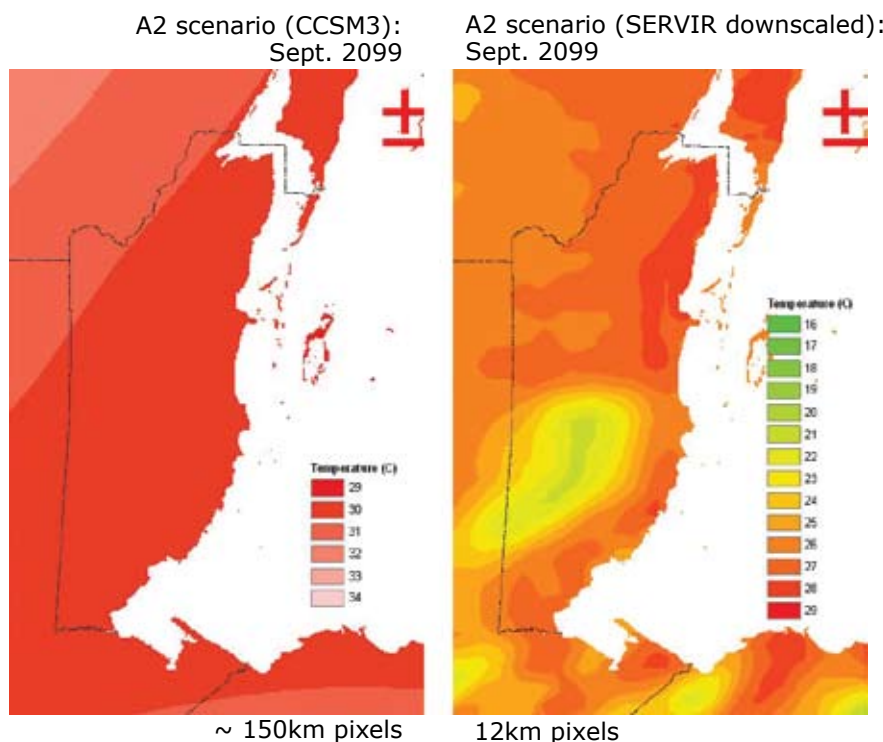 A2 scenario (CCSM3):
Sept. 2099
A2 scenario (SERVIR downscaled):
Sept. 2099
Temperature (C)
29
30
31
32
33
34
Temperature (C)
16
17
18
19
20
21
22
23
24
25
26
27
28
29
~ 150km pixels
12km pixels